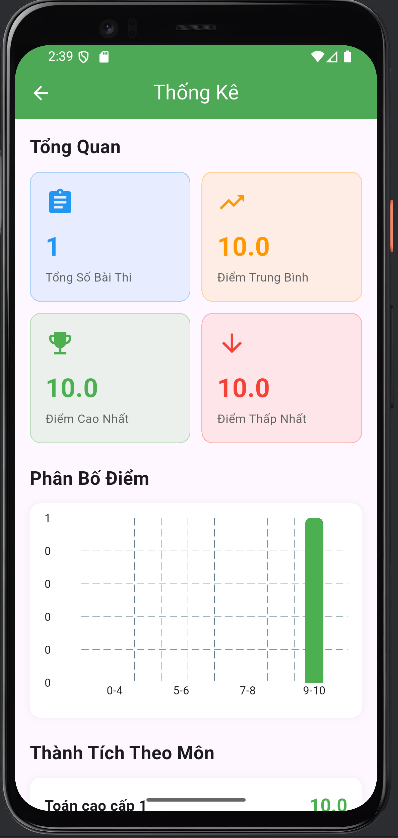 2:39
Thống Kê
Tổng Quan
1
Tổng Số Bài Thi
10.0
Điểm Trung Bình
10.0
Điểm Cao Nhất
10.0
Điểm Thấp Nhất
Phân Bố Điểm
1
0
0
0
0
0
0-4 5-6 7-8 9-10
Thành Tích Theo Môn
Toán cao cấp 1 10.0